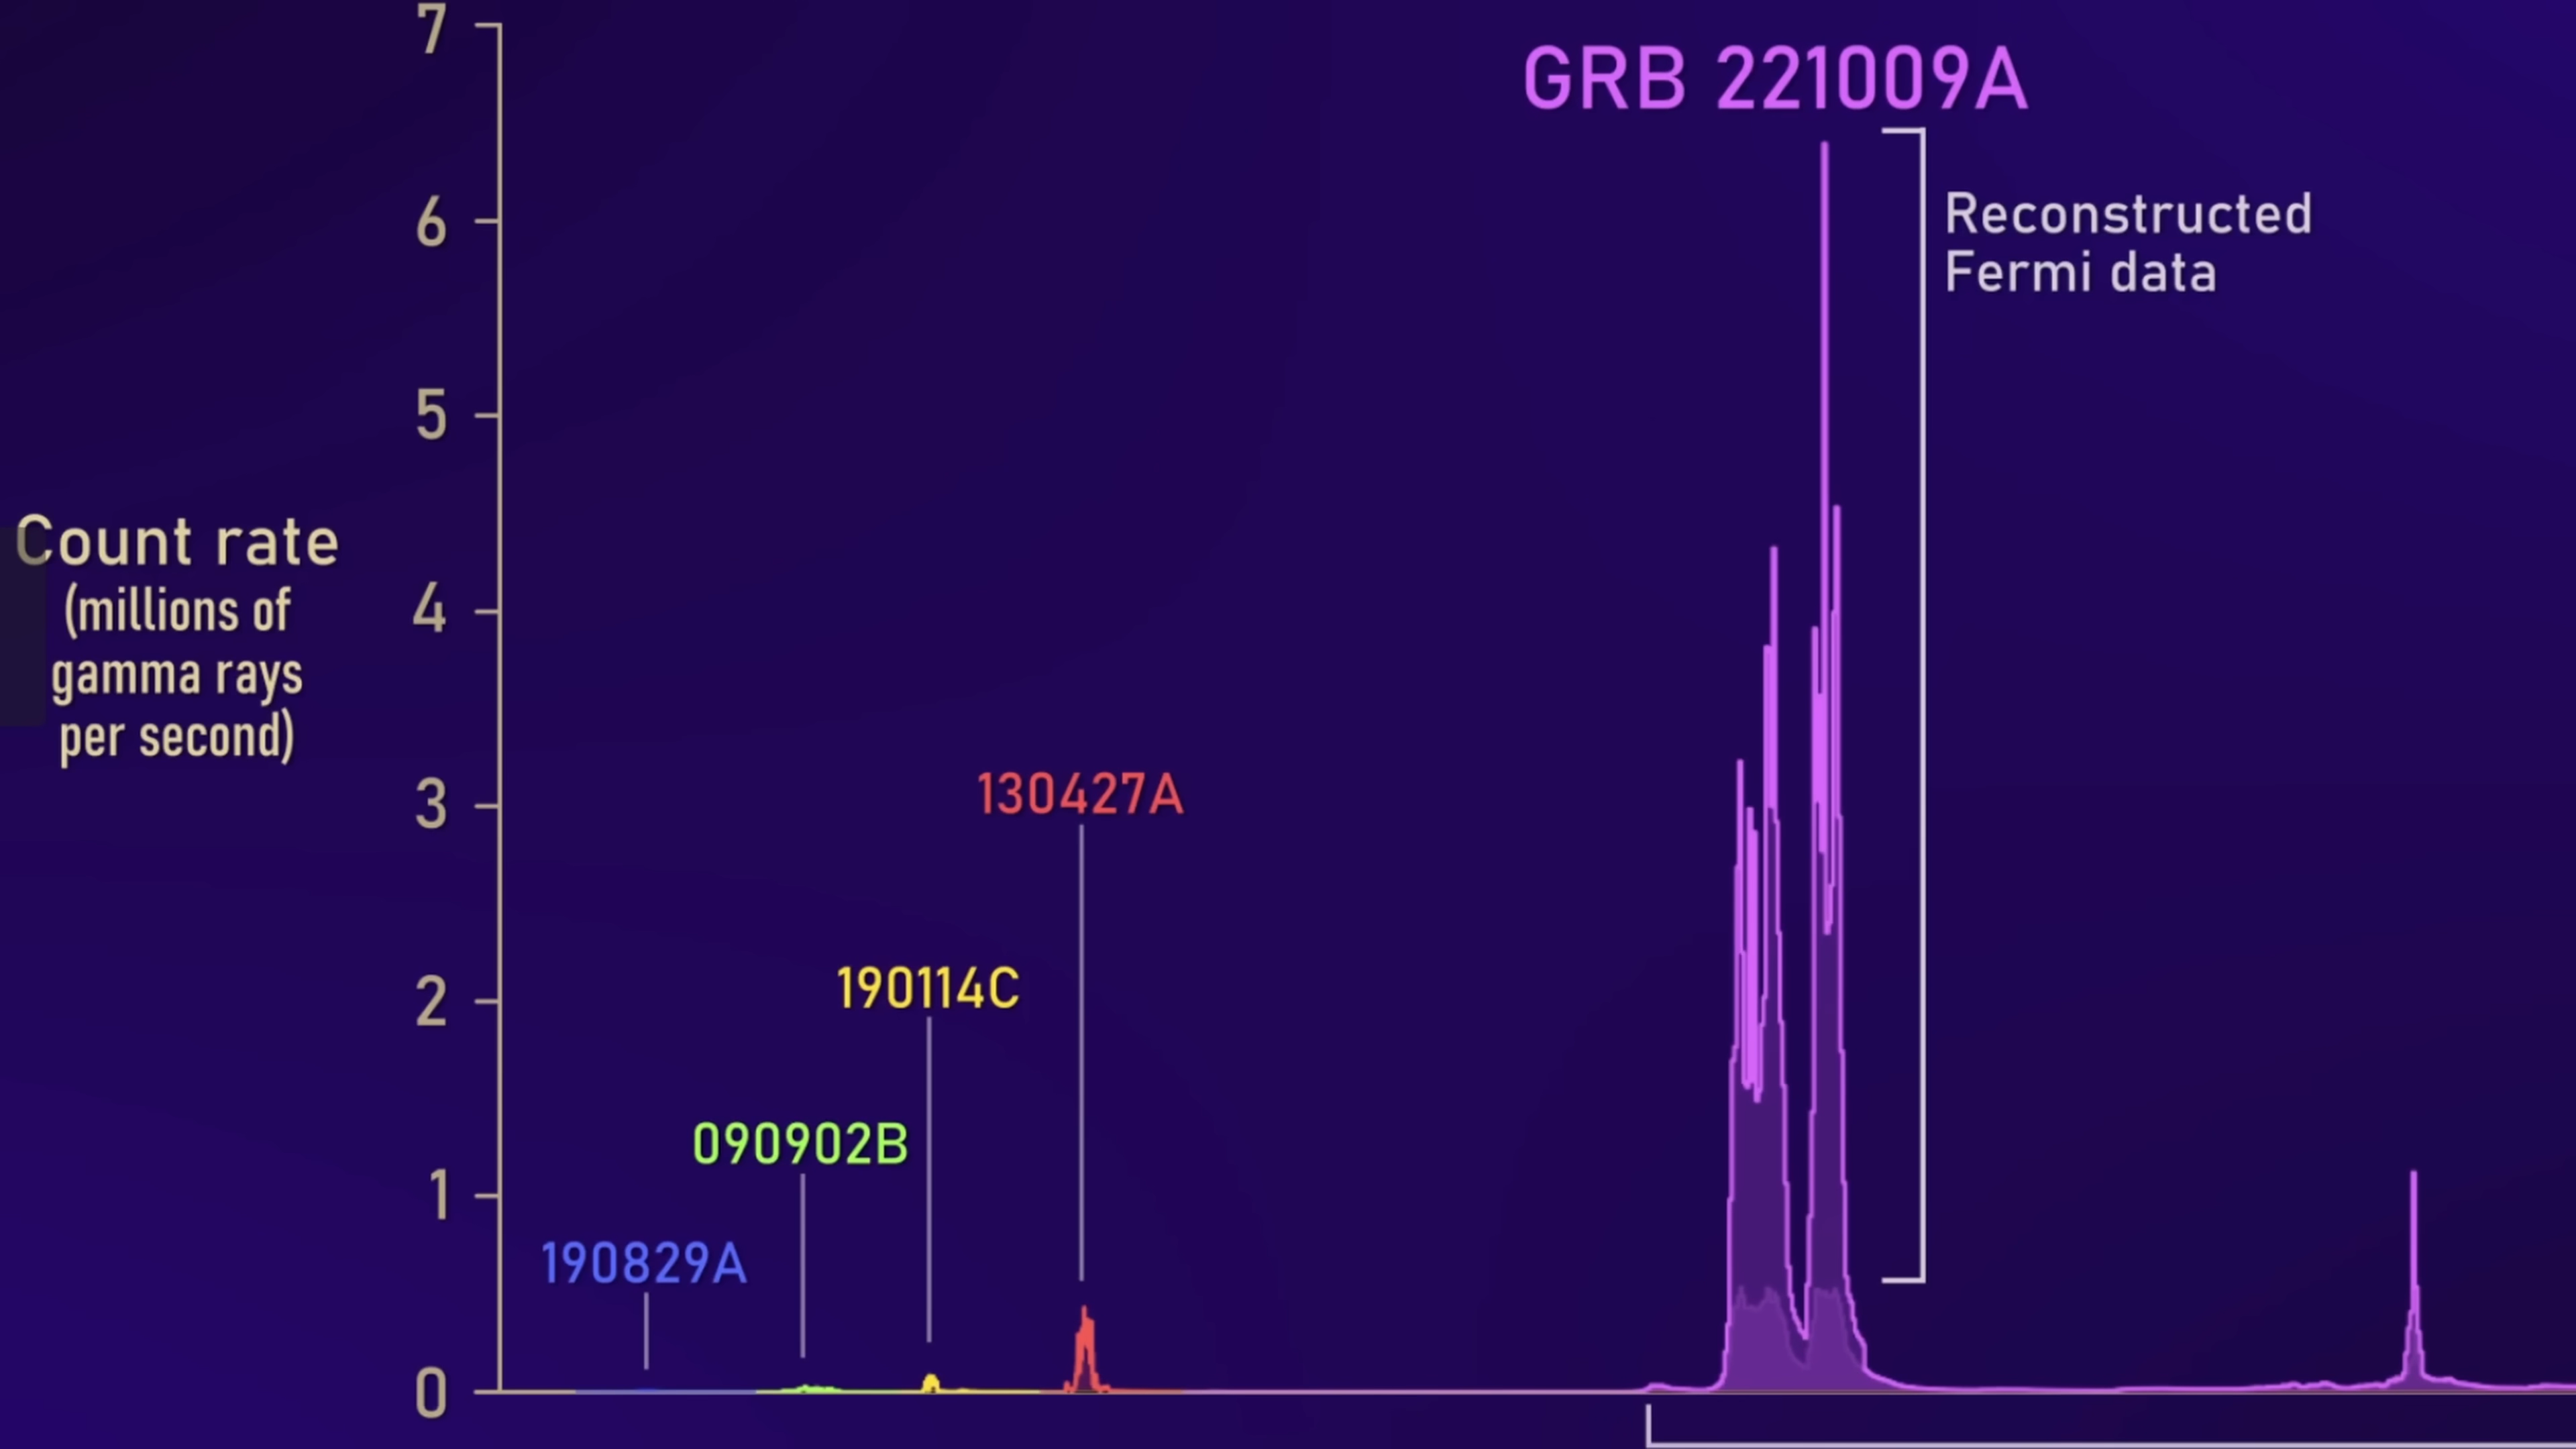 7
GRB 221009A
6
Reconstructed
Fermi data
5
Count rate
(millions of
gamma rays
per second)
4
3
130427A
2
190114C
1
090902B
190829A
0